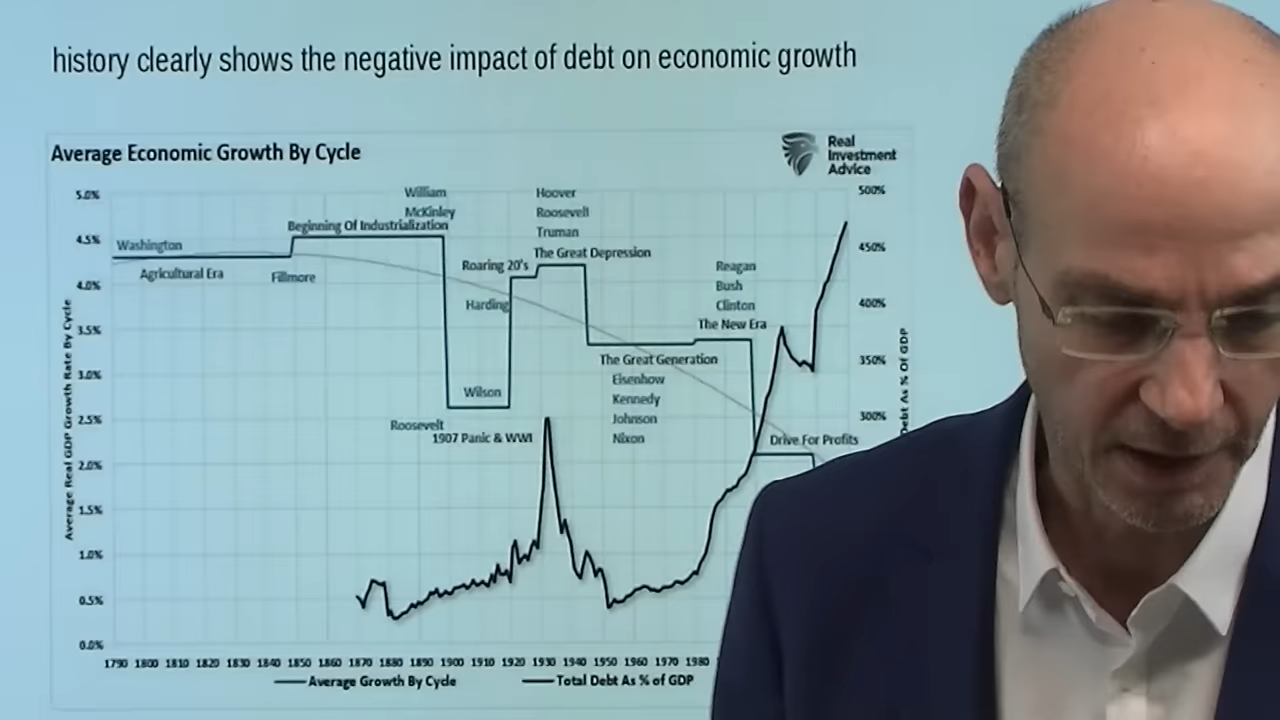 history clearly shows the negative impact of debt on economic growth
Average Economic Growth By Cycle
Real
Investment
Advice
5.0%
4.5%
4.0%
3.5%
3.0%
2.5%
2.0%
1.5%
1.0%
0.5%
0.0%
Average Real GDP Growth Rate By Cycle
Washington
Agricultural Era
Fillmore
Beginning Of Industrialization
William
McKinley
Roosevelt
1907 Panic & WWI
Wilson
Harding
Roaring 20's
Hoover
Roosevelt
Truman
The Great Depression
The Great Generation
Eisenhow
Kennedy
Johnson
Nixon
Reagan
Bush
Clinton
The New Era
Drive For Profits
500%
450%
400%
350%
300%
Debt As % Of GDP
1790 1800 1810 1820 1830 1840 1850 1860 1870 1880 1890 1900 1910 1920 1930 1940 1950 1960 1970 1980
Average Growth By Cycle
Total Debt As % of GDP